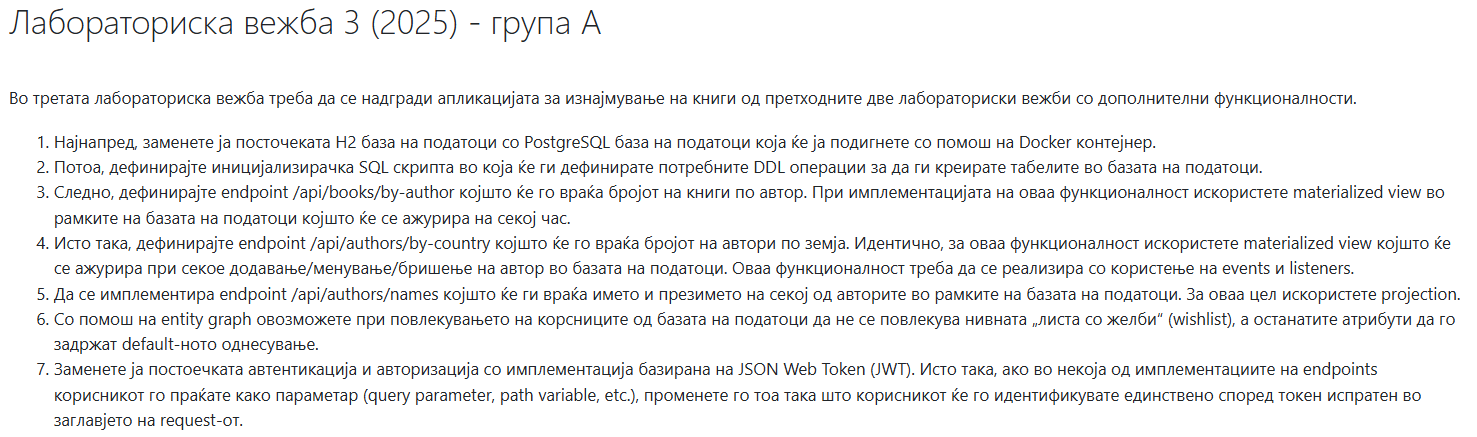 Лабораториска вежба 3 (2025) - група А
Во третата лабораториска вежба треба да се надгради апликацијата за изнајмување на книги од претходните две лабораториски вежби со дополнителни функционалности.
1. Најнапред, заменете ја посточеката H2 база на податоци со PostgreSQL база на податоци која ќе ја подигнете со помош на Docker контејнер.
2. Потоа, дефинирајте иницијализирачка SQL скрипта во која ќе ги дефинирате потребните DDL операции за да ги креирате табелите во базата на податоци.
3. Следно, дефинирајте endpoint /api/books/by-author којшто ќе го враќа бројот на книги по автор. При имплементацијата на оваа функционалност искористете materialized view во
рамките на базата на податоци којшто ќе се ажурира на секој час.
4. Исто така, дефинирајте endpoint /api/authors/by-country којшто ќе го враќа бројот на автори по земја. Идентично, за оваа функционалност искористете materialized view којшто ќе
се ажурира при секое додавање/менување/бришење на автор во базата на податоци. Оваа функционалност треба да се реализира со користење на events и listeners.
5. Да се имплементира endpoint /api/authors/names којшто ќе ги враќа името и презимето на секој од авторите во рамките на базата на податоци. За оваа цел искористете projection.
6. Со помош на entity graph овозможете при повлекувањето на корсниците од базата на податоци да не се повлекува нивната „листа со желби“ (wishlist), а останатите атрибути да го
задржат default-ното однесување.
7. Заменете ја постоечката автентикација и авторизација со имплементација базирана на JSON Web Token (JWT). Исто така, ако во некоја од имплементациите на endpoints
корисникот го праќате како параметар (query parameter, path variable, etc.), променете го тоа така што корисникот ќе го идентификувате единствено според токен испратен во
заглавјето на request-от.